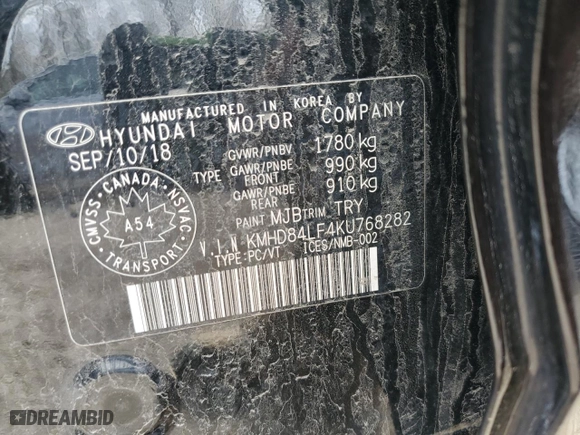 MANUFACTURED IN KOREA BY
HYUNDAI MOTOR COMPANY
SEP/10/18
GVWR/PNBV 1780 kg
TYPE GAWR/PNBE FRONT 990 kg
GAWR/PNBE REAR 910 kg
PAINT MJB TRIM TRY
V.I.N. KMHD84LF4KU768282
TYPE:PC/VT ICES/NMB-002
CMVSS · CANADA · NSVAC
A54
TRANSPORT
DREAMBID